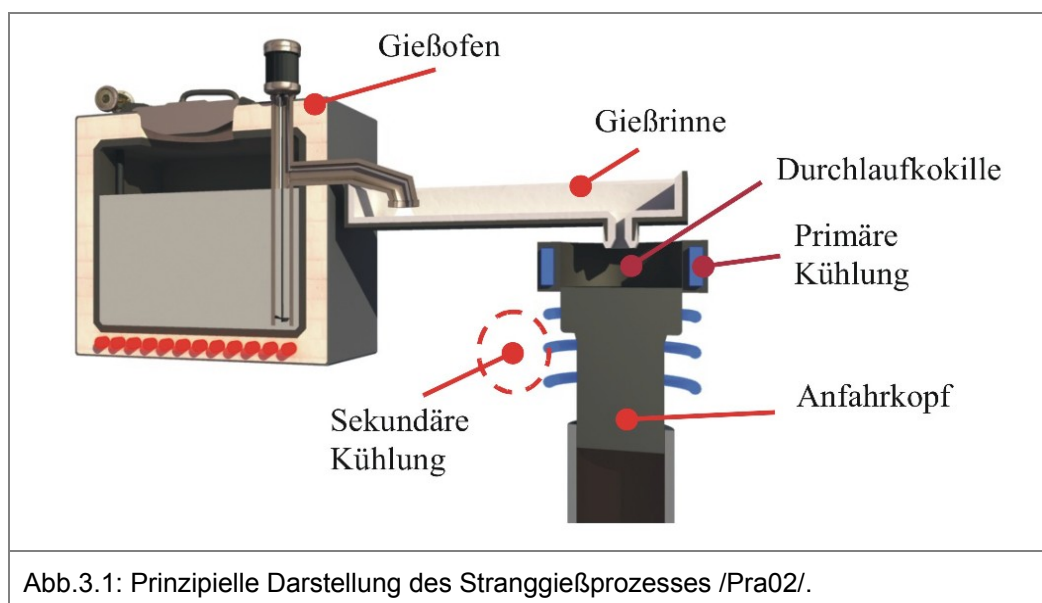 Gießofen
Gießrinne
Durchlaufkokille
Primäre
Kühlung
Anfahrkopf
Sekundäre
Kühlung
Abb.3.1: Prinzipielle Darstellung des Stranggießprozesses /Pra02/.